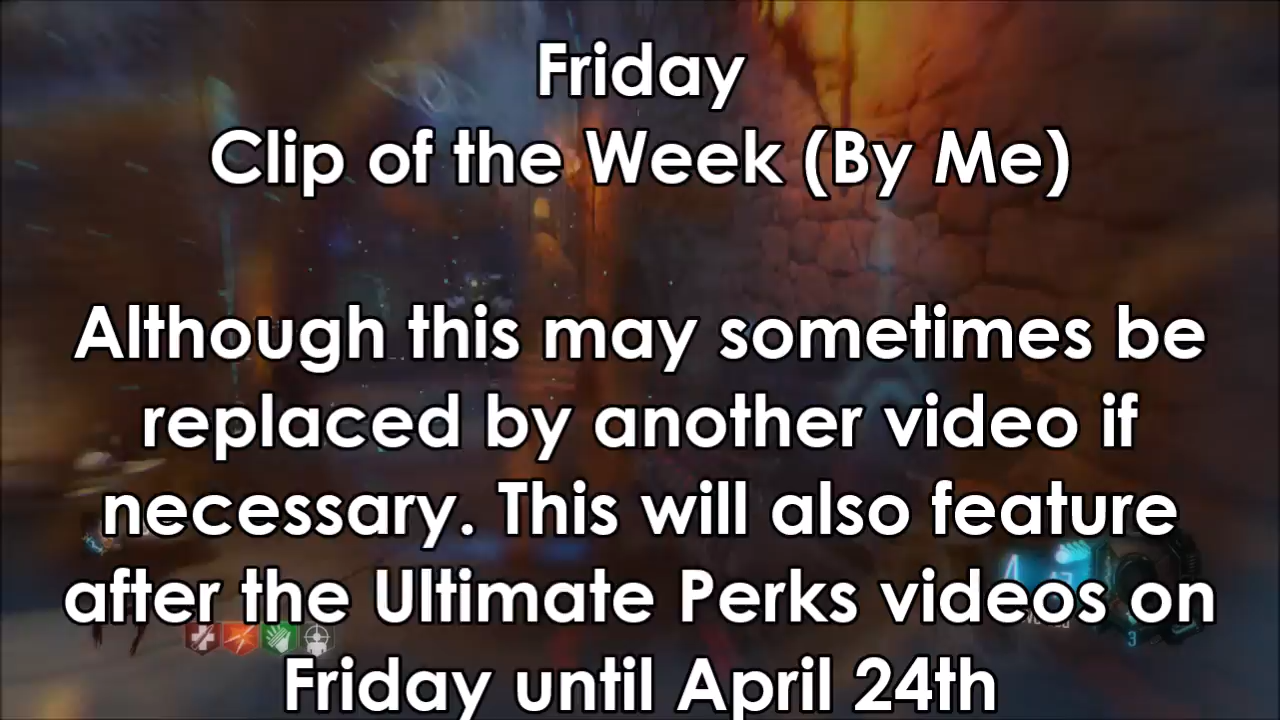 Friday
Clip of the Week (By Me)
Although this may sometimes be
replaced by another video if
necessary. This will also feature
after the Ultimate Perks videos on
Friday until April 24th
3